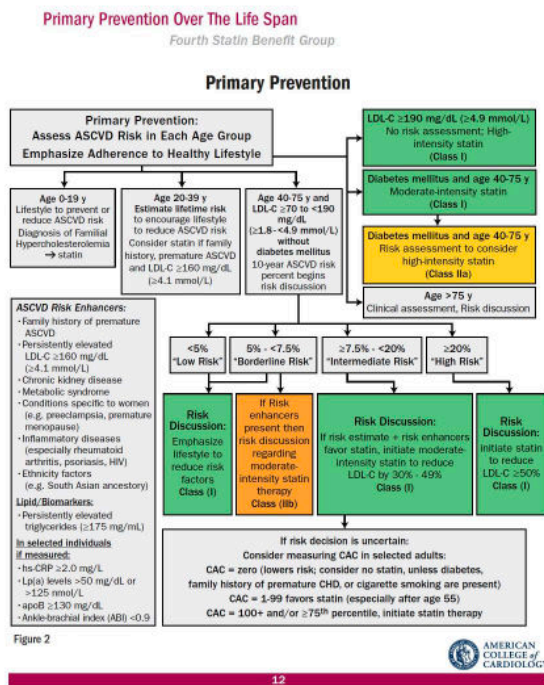 Primary Prevention Over The Life Span
Fourth Statin Benefit Group
Primary Prevention
Primary Prevention:
Assess ASCVD Risk in Each Age Group
Emphasize Adherence to Healthy Lifestyle
LDL-C ≥190 mg/dL (≥4.9 mmol/L)
No risk assessment; High-
intensity statin
(Class I)
Diabetes mellitus and age 40-75 y
Moderate-intensity statin
(Class I)
Diabetes mellitus and age 40-75 y
Risk assessment to consider
high-intensity statin
(Class IIa)
Age >75 y
Clinical assessment, Risk discussion
Age 0-19 y
Lifestyle to prevent or
reduce ASCVD risk
Diagnosis of Familial
Hypercholesterolemia
→ statin
Age 20-39 y
Estimate lifetime risk
to encourage lifestyle
to reduce ASCVD risk
Consider statin if family
history, premature ASCVD
and LDL-C ≥160 mg/dL
(≥4.1 mmol/L)
Age 40-75 y and
LDL-C ≥70 to <190
mg/dL
(≥1.8-<4.9 mmol/L)
without
diabetes mellitus
10-year ASCVD risk
percent begins
risk discussion
<5%
"Low Risk"
5% - <7.5%
"Borderline Risk"
≥7.5% - <20%
"Intermediate Risk"
≥20%
"High Risk"
Risk
Discussion:
Emphasize
lifestyle to
reduce risk
factors
Class (I)
If Risk
enhancers
present then
risk discussion
regarding
moderate-
intensity statin
therapy
Class (IIb)
Risk Discussion:
If risk estimate + risk enhancers
favor statin, initiate moderate-
intensity statin to reduce
LDL-C by 30% - 49%
Class (I)
Risk
Discussion:
Initiate statin
to reduce
LDL-C ≥50%
Class (I)
ASCVD Risk Enhancers:
· Family history of premature
ASCVD
· Persistently elevated
LDL-C ≥160 mg/dL
(≥4.1 mmol/L)
· Chronic kidney disease
· Metabolic syndrome
· Conditions specific to women
(e.g. preeclampsia, premature
menopause)
· Inflammatory diseases
(especially rheumatoid
arthritis, psoriasis, HIV)
· Ethnicity factors
(e.g. South Asian ancestory)
Lipid/Biomarkers:
· Persistently elevated
triglycerides (≥175 mg/mL)
In selected individuals
if measured:
· hs-CRP ≥2.0 mg/L
· Lp(a) levels >50 mg/dL or
>125 nmol/L
· apoB ≥130 mg/dL
· Ankle-brachial index (ABI) <0.9
If risk decision is uncertain:
Consider measuring CAC in selected adults:
CAC = zero (lowers risk; consider no statin, unless diabetes,
family history of premature CHD, or cigarette smoking are present)
CAC = 1-99 favors statin (especially after age 55)
CAC = 100+ and/or ≥75th percentile, initiate statin therapy
Figure 2
AMERICAN
COLLEGE of
CARDIOLOGY
12